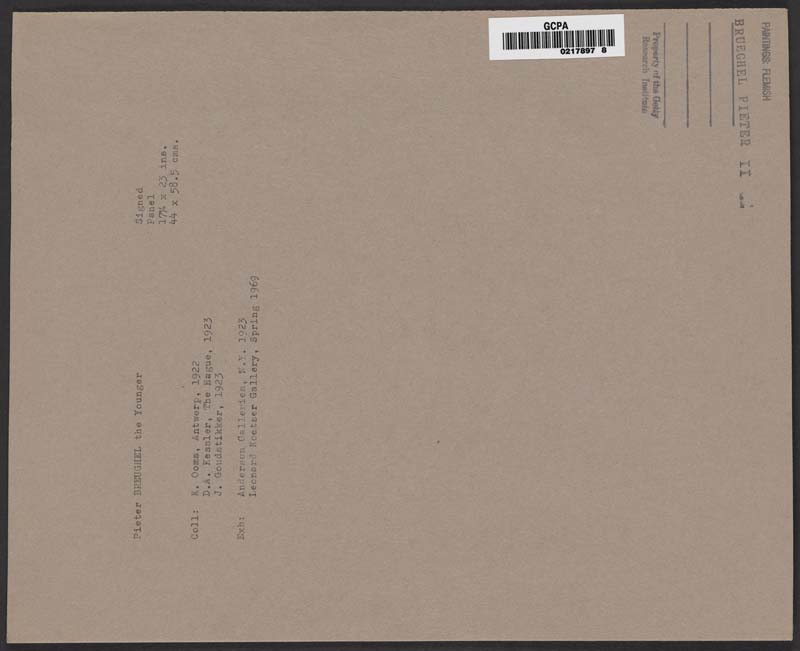 GCPA
0217897 8
PAINTINGS: FLEMISH
BRUEGHEL PIETER II
Property of the Getty
Research Institute
Pieter BREUGHEL the Younger
Signed
Panel
17¼ x 23 ins.
44 x 58.5 cms.
Coll: K. Ooms, Antwerp, 1922
D.A. Kessler, The Hague, 1923
J. Goudstikker, 1923
Exh: Anderson Galleries, N.Y. 1923
Leonard Koetser Gallery, Spring 1969